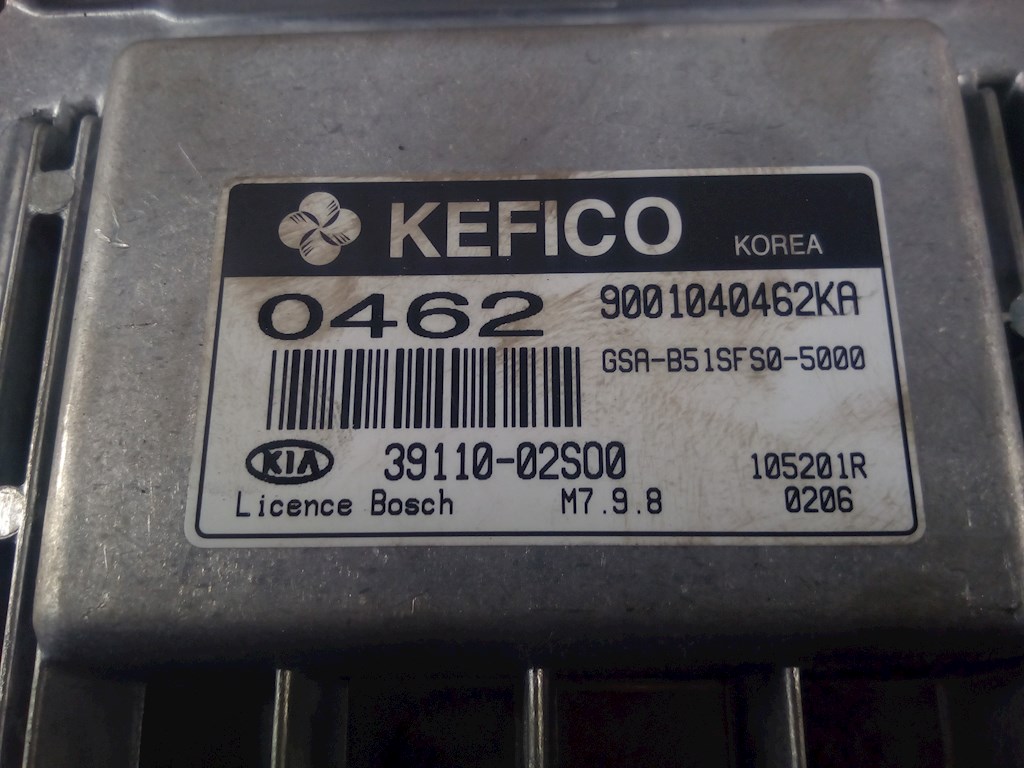 KEFICO KOREA
0462 9001040462KA
GSA-B51SFS0-5000
KIA 39110-02S00 105201R
Licence Bosch M7.9.8 0206